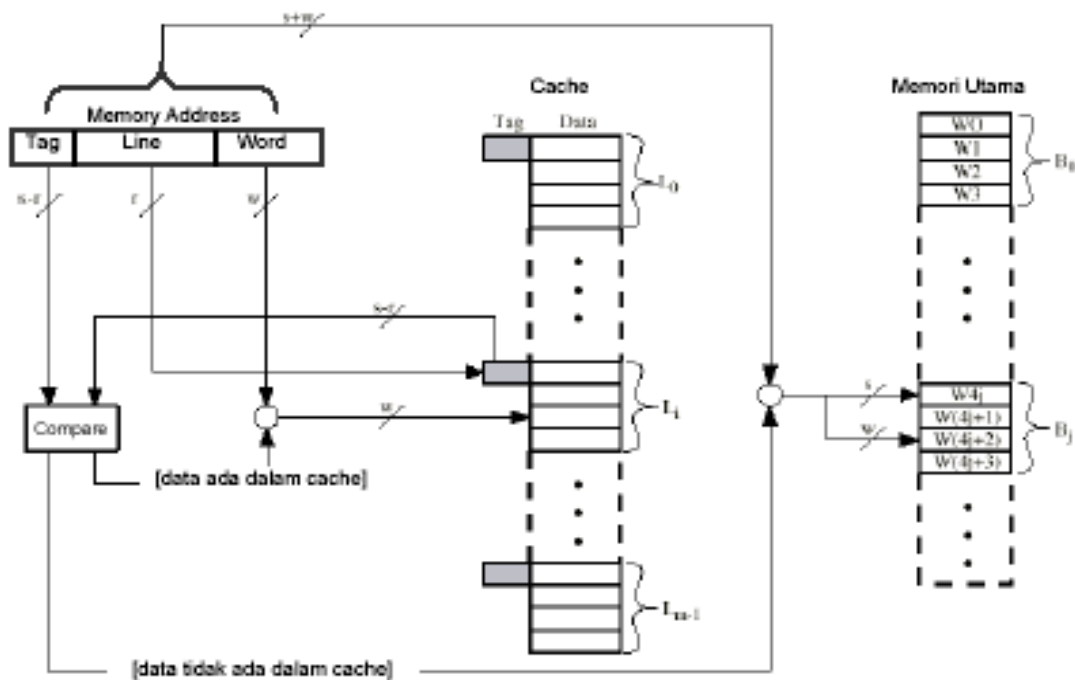 s+w
Cache
Memori Utama
Memory Address
Tag Line Word
Tag Data
W0
W1
W2
W3
B0
L0
s-r
r
w
s-r
Compare
w
Li
s
w
W4j
W(4j+1)
W(4j+2)
W(4j+3)
Bj
[data ada dalam cache]
Lm-1
[data tidak ada dalam cache]